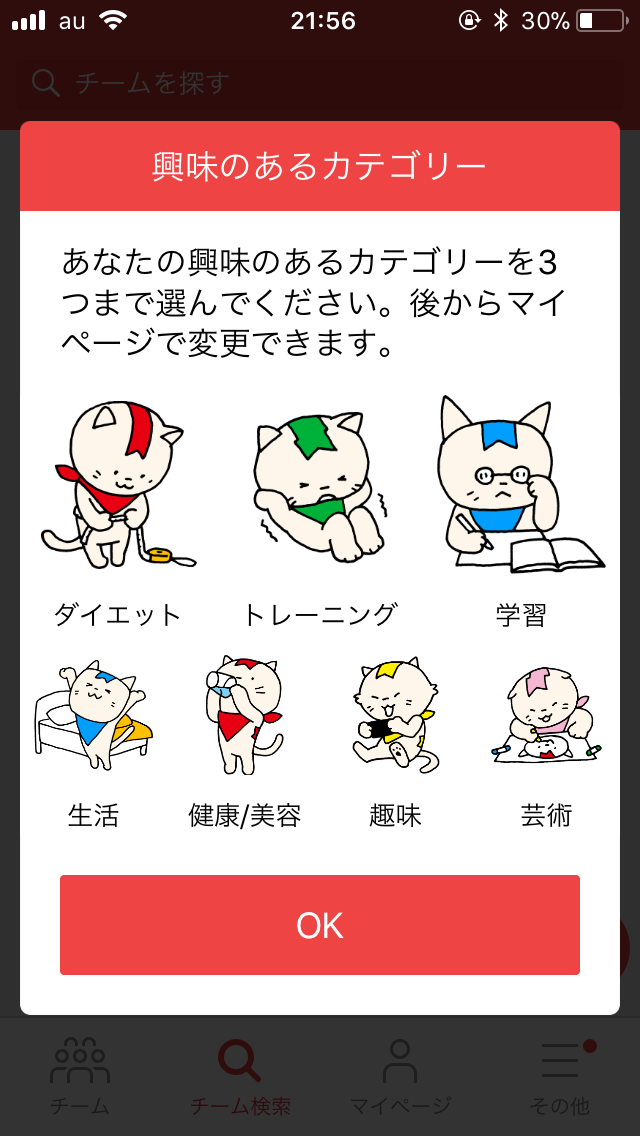 au
21:56
30%
チームを探す
興味のあるカテゴリー
あなたの興味のあるカテゴリーを3
つまで選んでください。後からマイ
ページで変更できます。
ダイエット トレーニング 学習
生活 健康/美容 趣味 芸術
OK
チーム チーム検索 マイページ その他